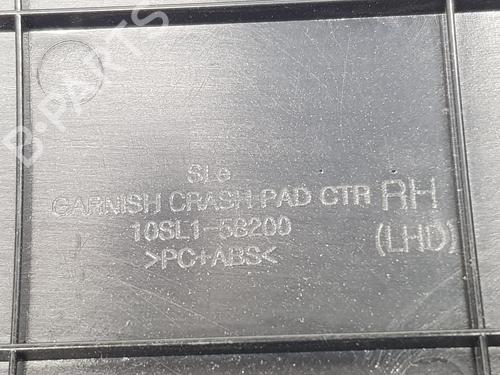 B-PARTS
SLe
GARNISH CRASH PAD CTR RH
10SL1-58200 (LHD)
>PC+ABS<